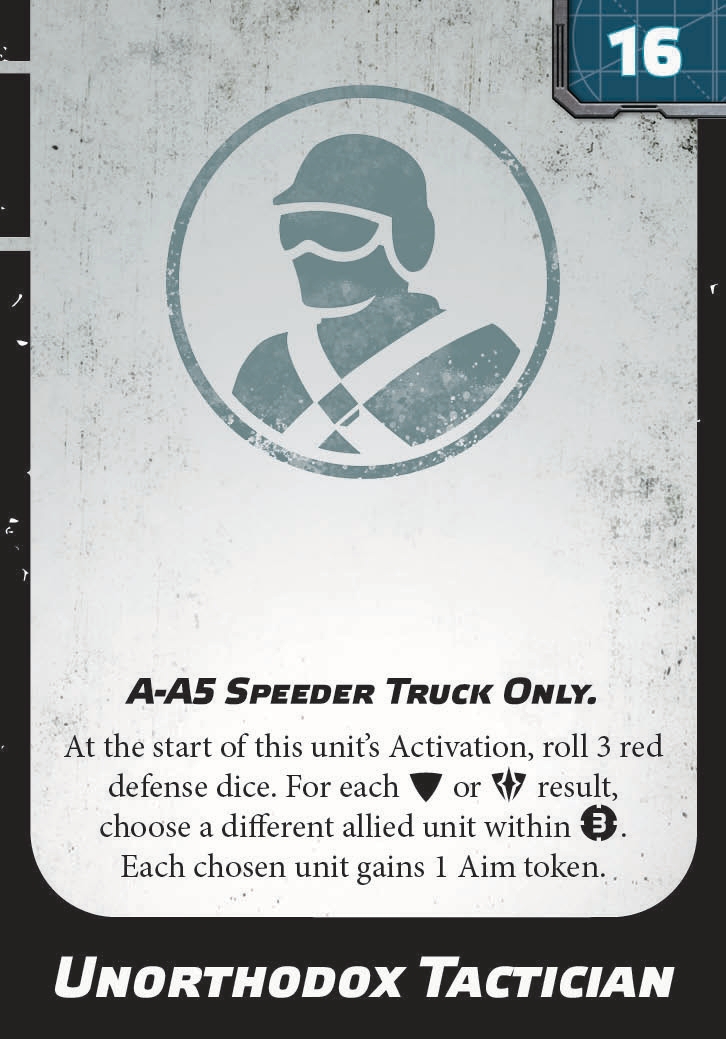 16
A-A5 Speeder Truck Only.
At the start of this unit's Activation, roll 3 red
defense dice. For each or result,
choose a different allied unit within 3.
Each chosen unit gains 1 Aim token.
Unorthodox Tactician